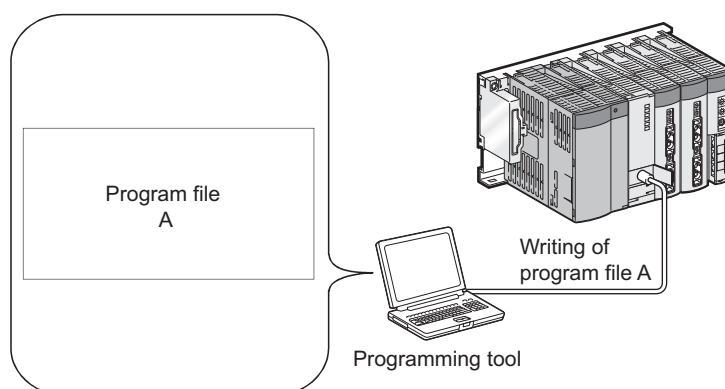 Program file
A
Writing of
program file A
Programming tool